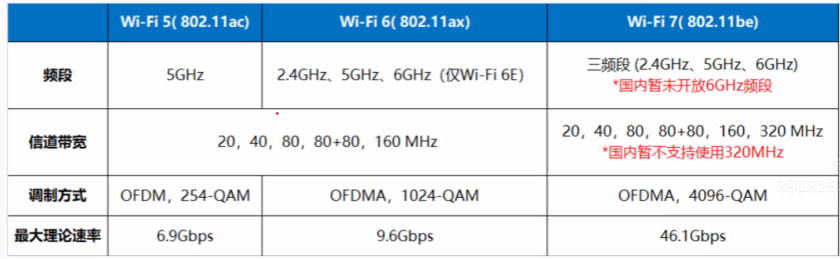 Wi-Fi 5( 802.11ac) Wi-Fi 6( 802.11ax) Wi-Fi 7( 802.11be)
频段 5GHz 2.4GHz、5GHz、6GHz（仅Wi-Fi 6E） 三频段 (2.4GHz、5GHz、6GHz)
*国内暂未开放6GHz频段
信道带宽 20，40，80，80+80，160 MHz 20，40，80，80+80，160，320 MHz
*国内暂不支持使用320MHz
调制方式 OFDM，254-QAM OFDMA，1024-QAM OFDMA，4096-QAM
最大理论速率 6.9Gbps 9.6Gbps 46.1Gbps